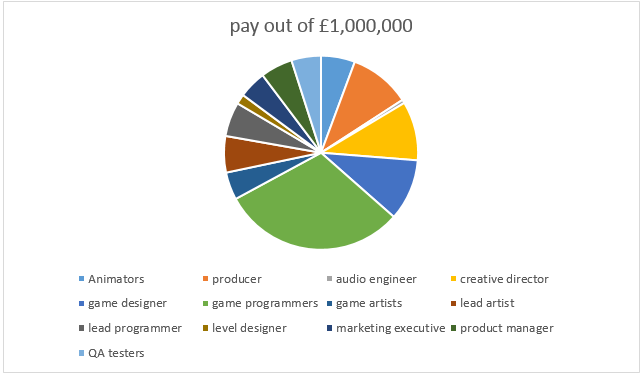 pay out of £1,000,000
Animators producer audio engineer creative director
game designer game programmers game artists lead artist
lead programmer level designer marketing executive product manager
QA testers